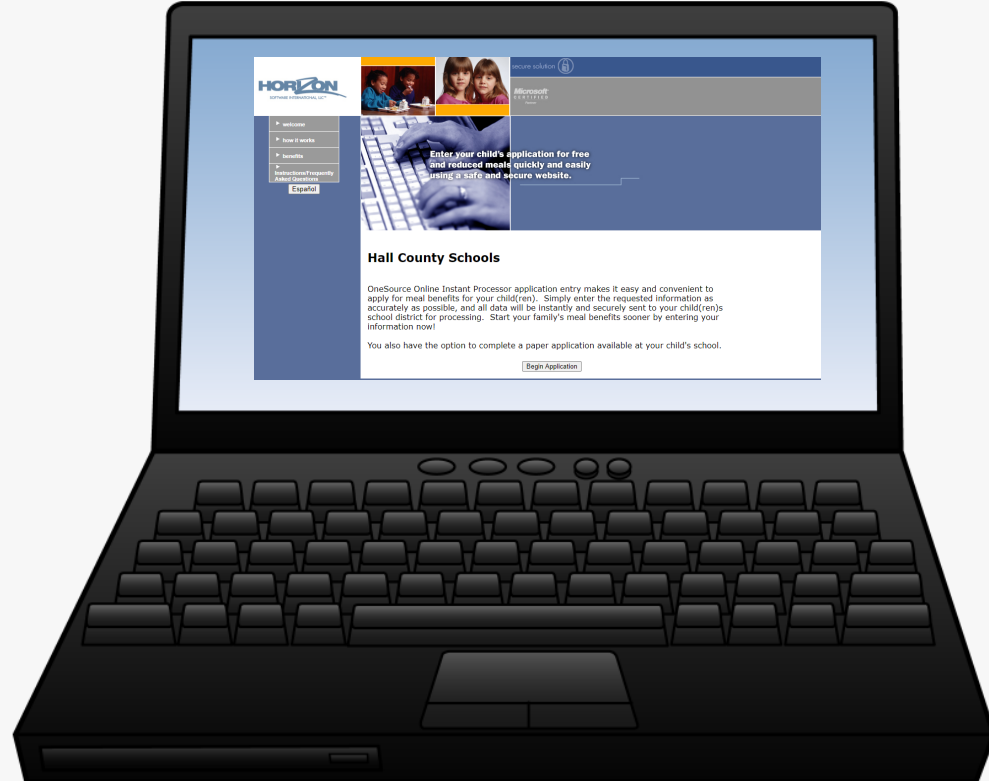 secure solution
HORIZON
SOFTWARE INTERNATIONAL, LLC
Microsoft
CERTIFIED
Partner
welcome
how it works
benefits
Instructions/Frequently
Asked Questions
Español
Enter your child's application for free
and reduced meals quickly and easily
using a safe and secure website.
Hall County Schools
OneSource Online Instant Processor application entry makes it easy and convenient to
apply for meal benefits for your child(ren). Simply enter the requested information as
accurately as possible, and all data will be instantly and securely sent to your child(ren)s
school district for processing. Start your family's meal benefits sooner by entering your
information now!
You also have the option to complete a paper application available at your child's school.
Begin Application